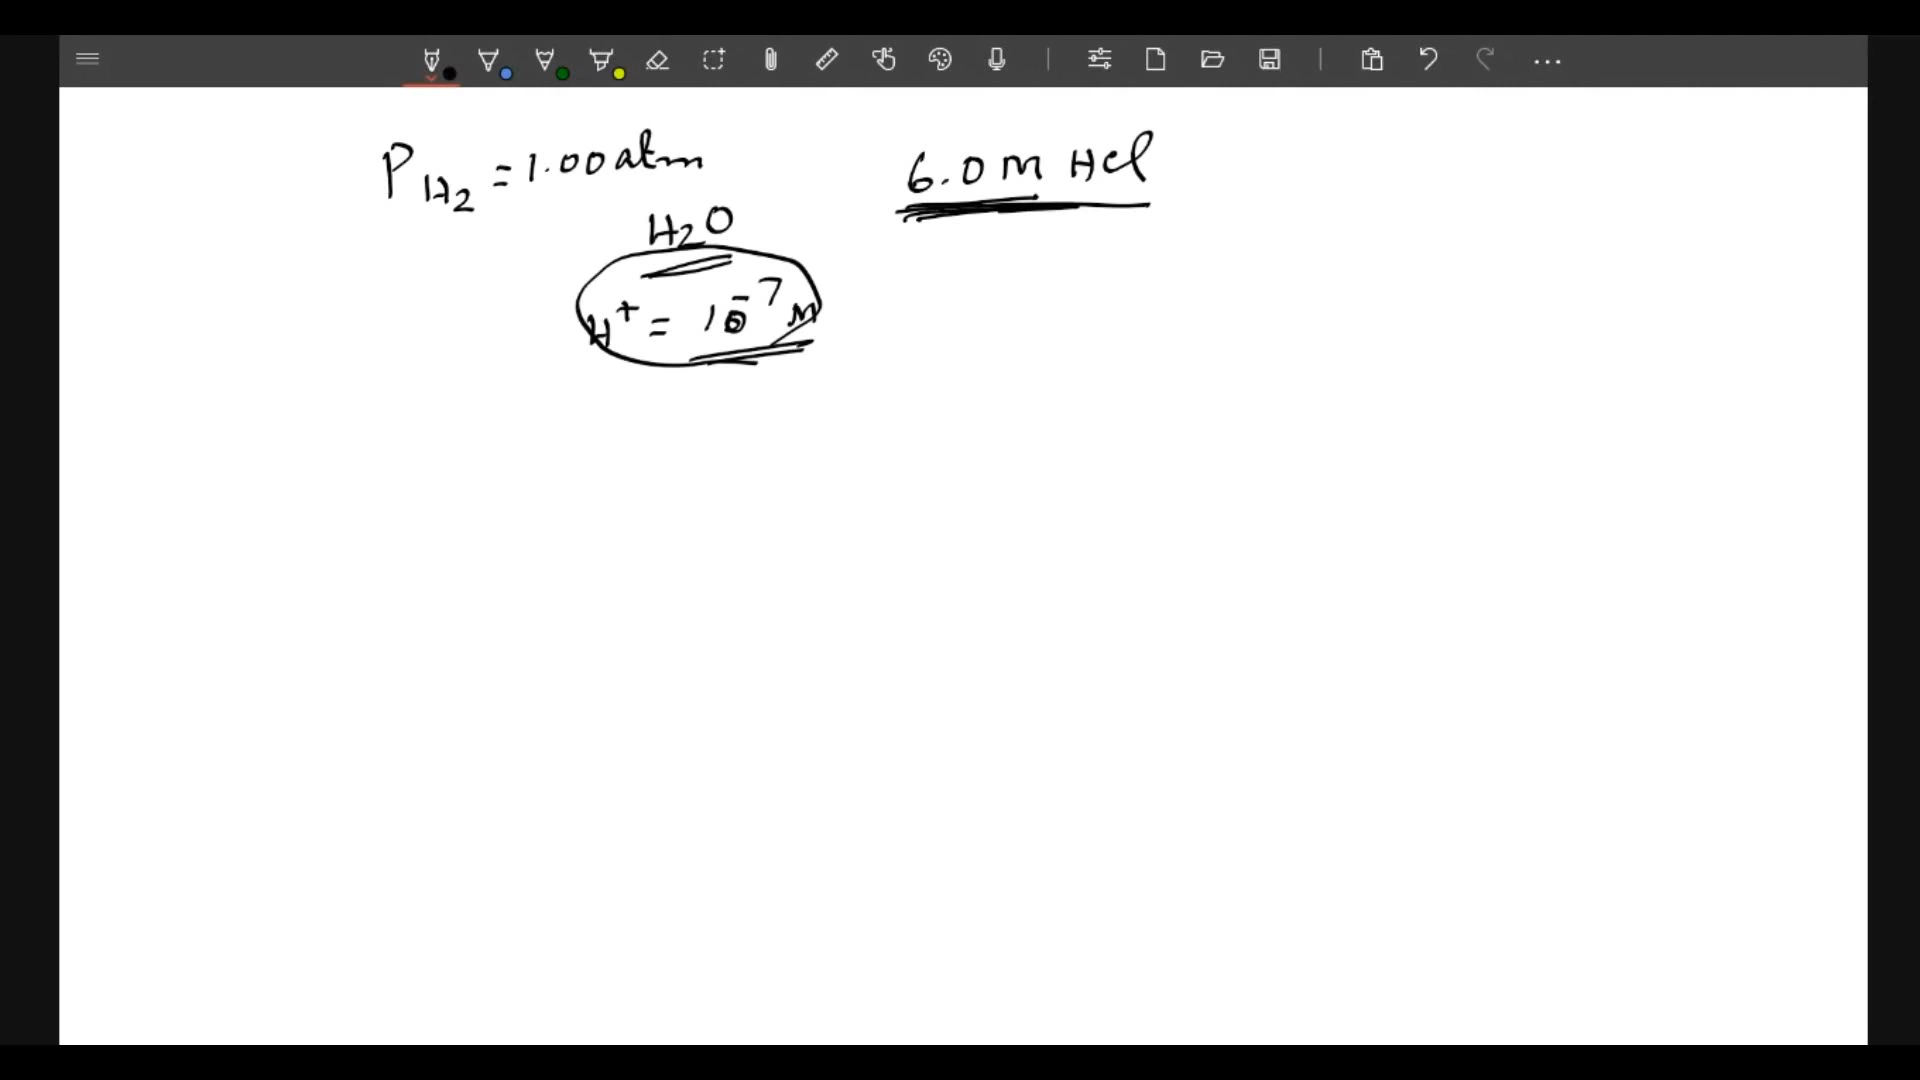 P H₂ = 1.00 atm
6.0 M HCl
H₂O
H⁺ = 10⁻⁷ M